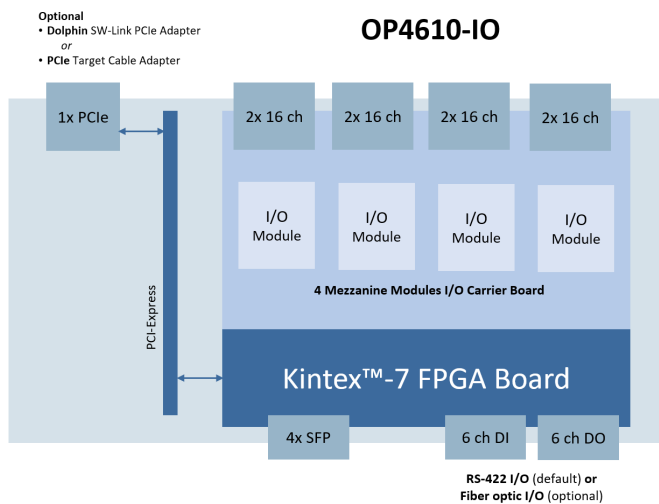 Optional
• Dolphin SW-Link PCIe Adapter
or
• PCIe Target Cable Adapter
OP4610-IO
1x PCIe
2x 16 ch
2x 16 ch
2x 16 ch
2x 16 ch
I/O
Module
I/O
Module
I/O
Module
I/O
Module
4 Mezzanine Modules I/O Carrier Board
PCI-Express
Kintex™-7 FPGA Board
4x SFP
6 ch DI
6 ch DO
RS-422 I/O (default) or
Fiber optic I/O (optional)